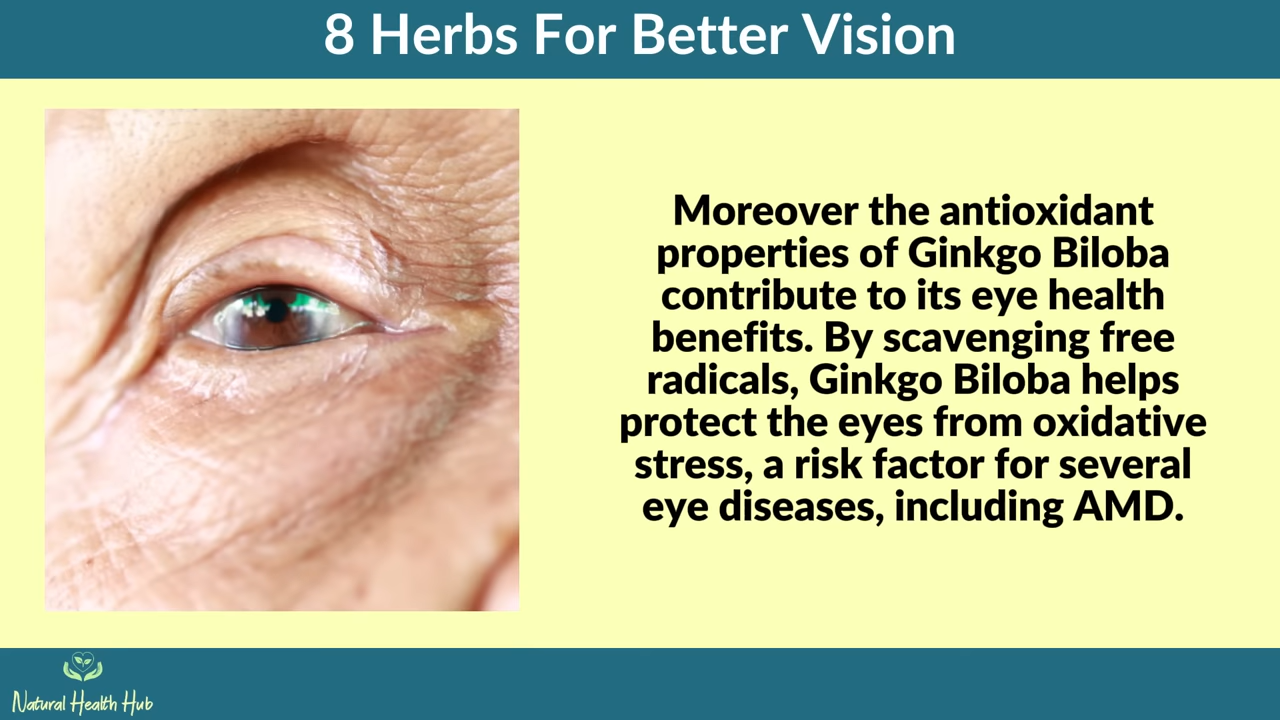 8 Herbs For Better Vision
Moreover the antioxidant
properties of Ginkgo Biloba
contribute to its eye health
benefits. By scavenging free
radicals, Ginkgo Biloba helps
protect the eyes from oxidative
stress, a risk factor for several
eye diseases, including AMD.
Natural Health Hub